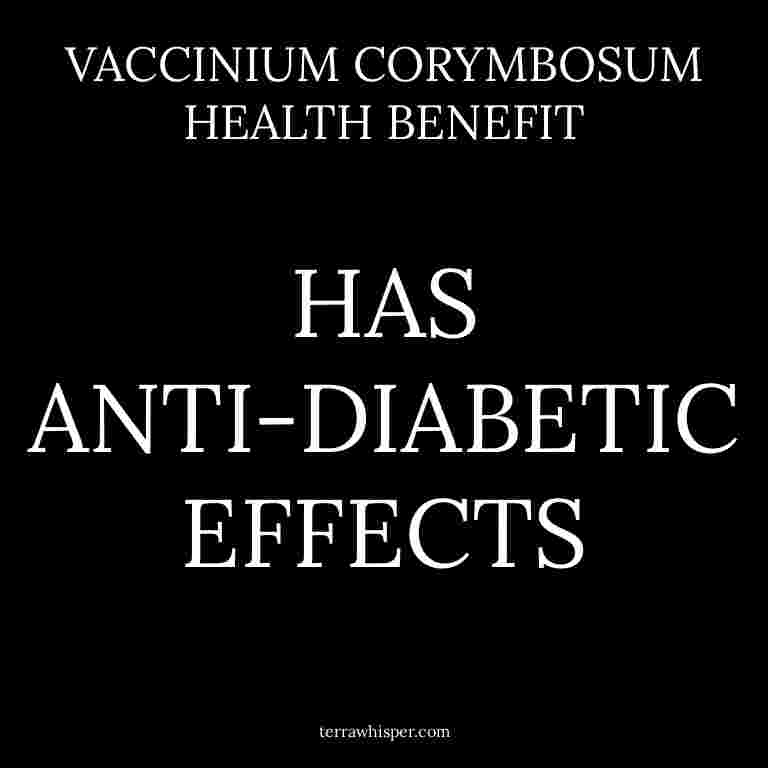 VACCINIUM CORYMBOSUM
HEALTH BENEFIT
HAS
ANTI-DIABETIC
EFFECTS
terrawhisper.com